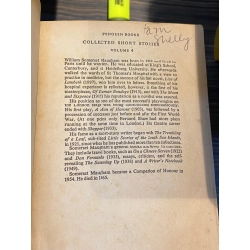 PENGUIN BOOKS
COLLECTED SHORT STORIES
VOLUME 4
William Somerset Maugham was born in 1874 and lived in
Paris until he was ten. He was educated at King's School,
Canterbury, and at Heidelberg University. He afterwards
walked the wards of St Thomas's Hospital with a view to
practice in medicine, but the success of his first novel, Liza of
Lambeth (1897), won him over to letters. Something of his
hospital experience is reflected, however, in the first of his
masterpieces, Of Human Bondage (1915), and with The Moon and
Sixpence (1919) his reputation as a novelist was assured.
His position as one of the most successful playwrights on
the London stage was being consolidated simultaneously.
His first play, A Man of Honour (1903), was followed by a
procession of successes just before and after the First World
War. At one point only Bernard Shaw had more plays
running at the same time in London. His theatre career
ended with Sheppey (1933).
His fame as a short-story writer began with The Trembling
of a Leaf, sub-titled Little Stories of the South Sea Islands,
in 1921, since when he has published more than ten collections.
Somerset Maugham's general works include
travel books, such as On a Chinese Screen (1922)
and Don Fernando (1935), essays, criticism, and the self-
revealing The Summing Up (1938) and A Writer's Notebook
(1949).
Somerset Maugham became a Companion of Honour in
1954. He died in 1965.